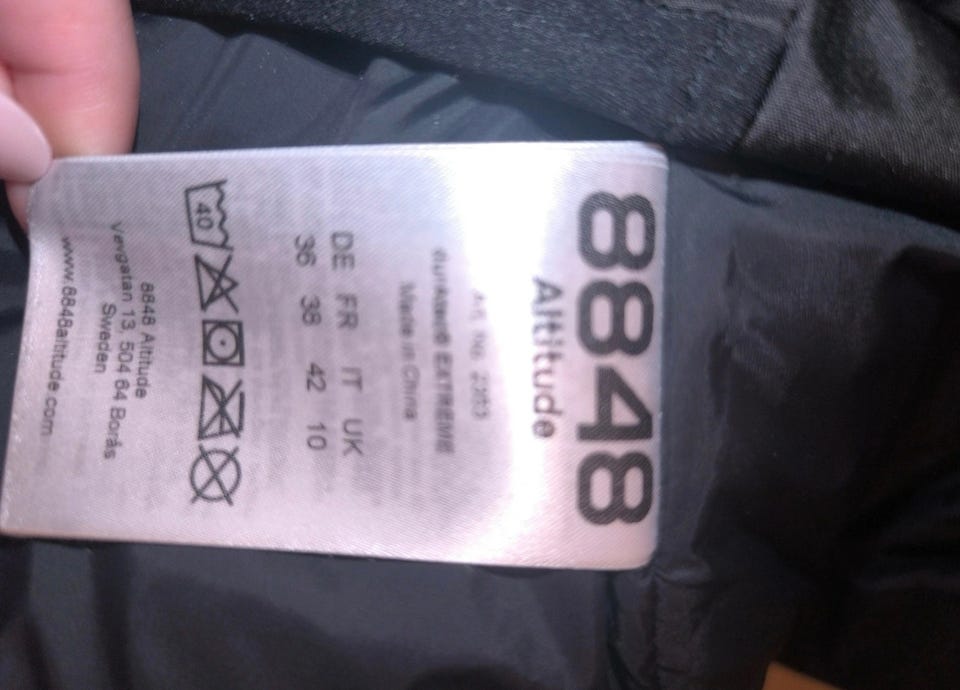 8848
Altitude
Art. No.
EXTREME
Made in China
DE FR IT UK
36 38 42 10
40
8848 Altitude
Vevgatan 13, 504 64 Borås
Sweden
www.8848altitude.com